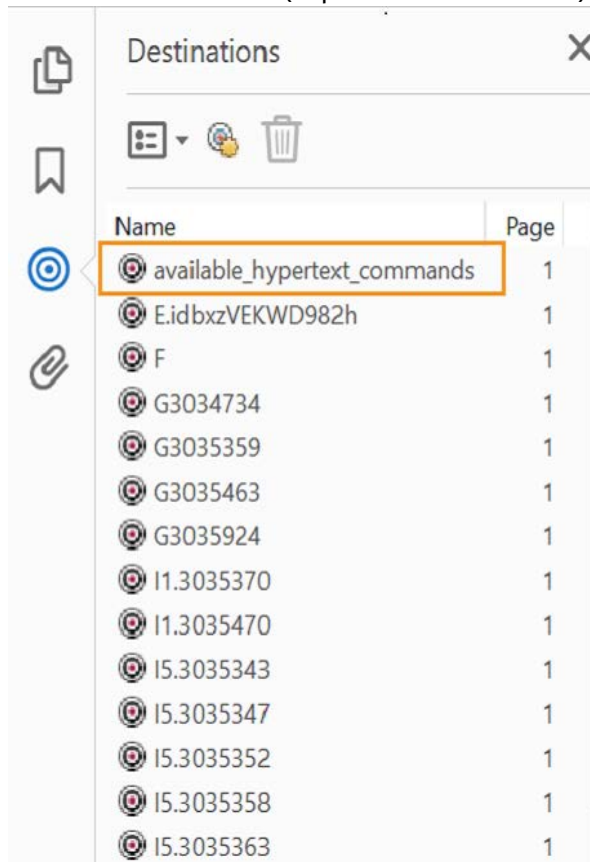 Destinations
Name Page
available_hypertext_commands 1
E.idbxzVEKWD982h 1
F 1
G3034734 1
G3035359 1
G3035463 1
G3035924 1
I1.3035370 1
I1.3035470 1
I5.3035343 1
I5.3035347 1
I5.3035352 1
I5.3035358 1
I5.3035363 1